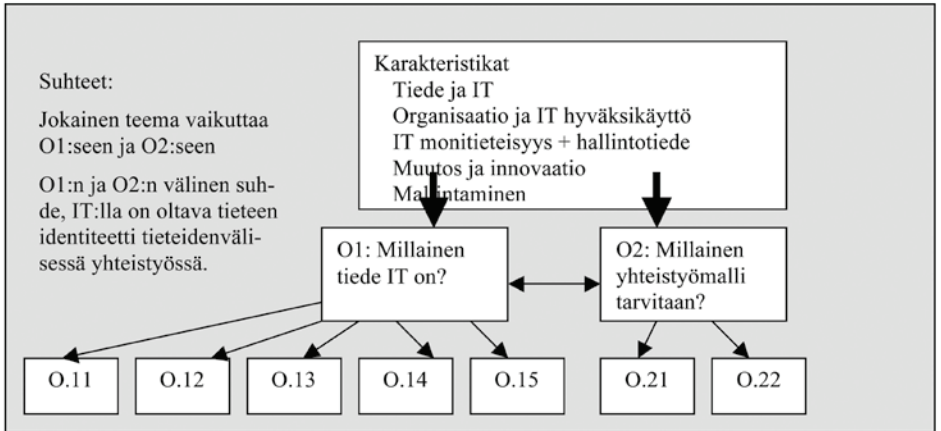 Suhteet:
Jokainen teema vaikuttaa
O1:seen ja O2:seen
O1:n ja O2:n välinen suh-
de, IT:lla on oltava tieteen
identiteetti tieteidenväli-
sessä yhteistyössä.
Karakteristikat
Tiede ja IT
Organisaatio ja IT hyväksikäyttö
IT monitieteisyys + hallintotiede
Muutos ja innovaatio
Mallintaminen
O1: Millainen
tiede IT on?
O2: Millainen
yhteistyömalli
tarvitaan?
O.11
O.12
O.13
O.14
O.15
O.21
O.22